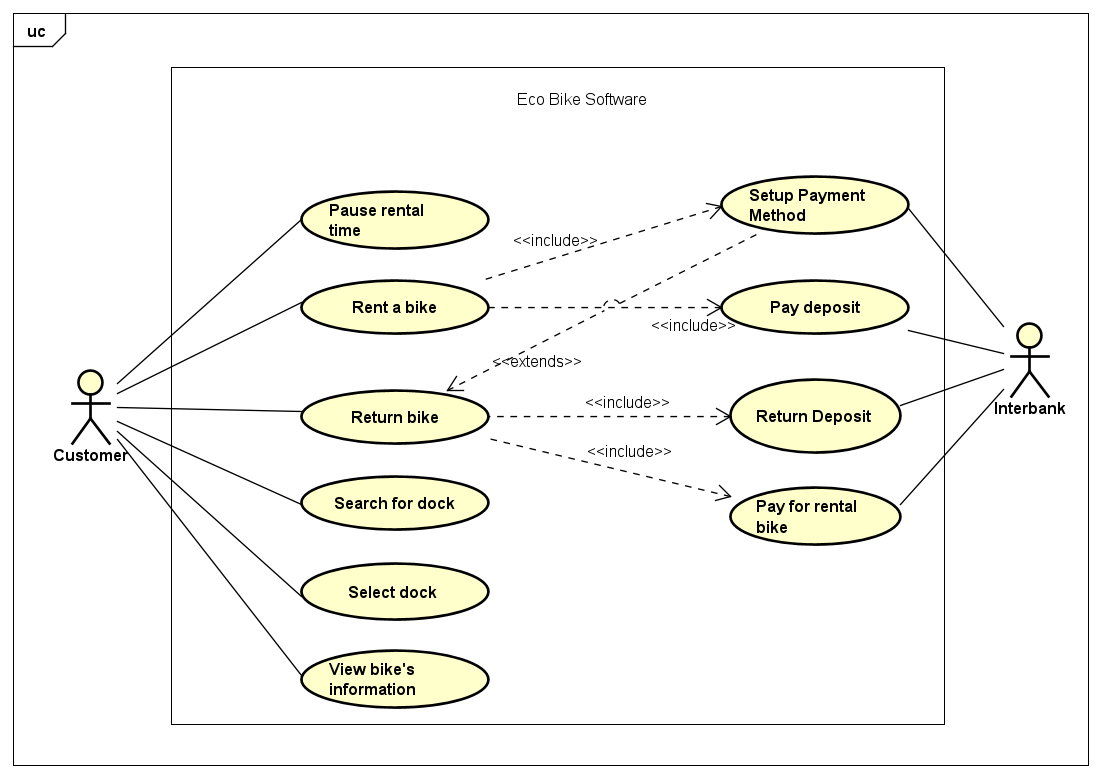 uc
Eco Bike Software
Pause rental
time
Setup Payment
Method
<<include>>
Rent a bike
Pay deposit
<<include>>
<<extends>>
Return bike
<<include>>
Return Deposit
<<include>>
Customer
Interbank
Search for dock
Pay for rental
bike
Select dock
View bike's
information